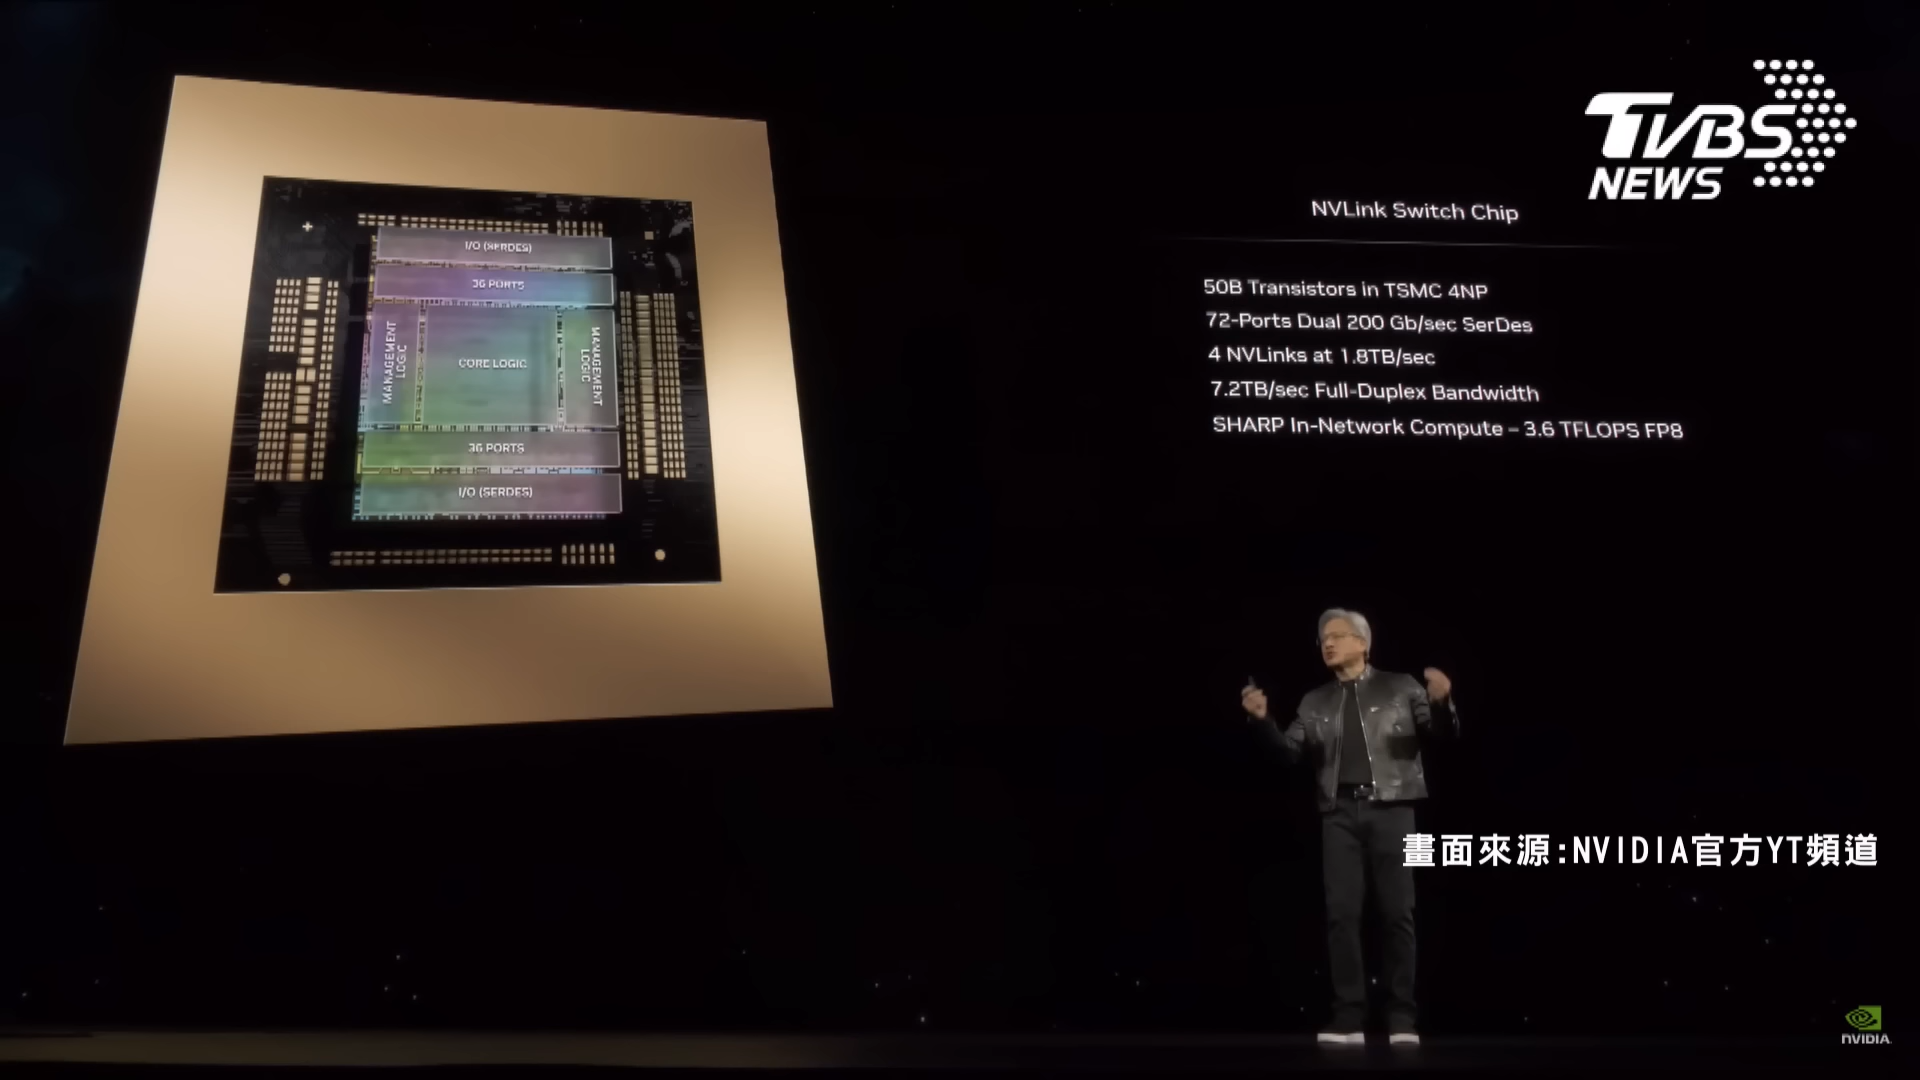 TVBS
NEWS
NVLink Switch Chip
50B Transistors in TSMC 4NP
72-Ports Dual 200 Gb/sec SerDes
4 NVLinks at 1.8TB/sec
7.2TB/sec Full-Duplex Bandwidth
SHARP In-Network Compute – 3.6 TFLOPS FP8
I/O (SERDES)
36 PORTS
MANAGEMENT
LOGIC
CORE LOGIC
MANAGEMENT
LOGIC
36 PORTS
I/O (SERDES)
畫面來源:NVIDIA官方YT頻道
NVIDIA